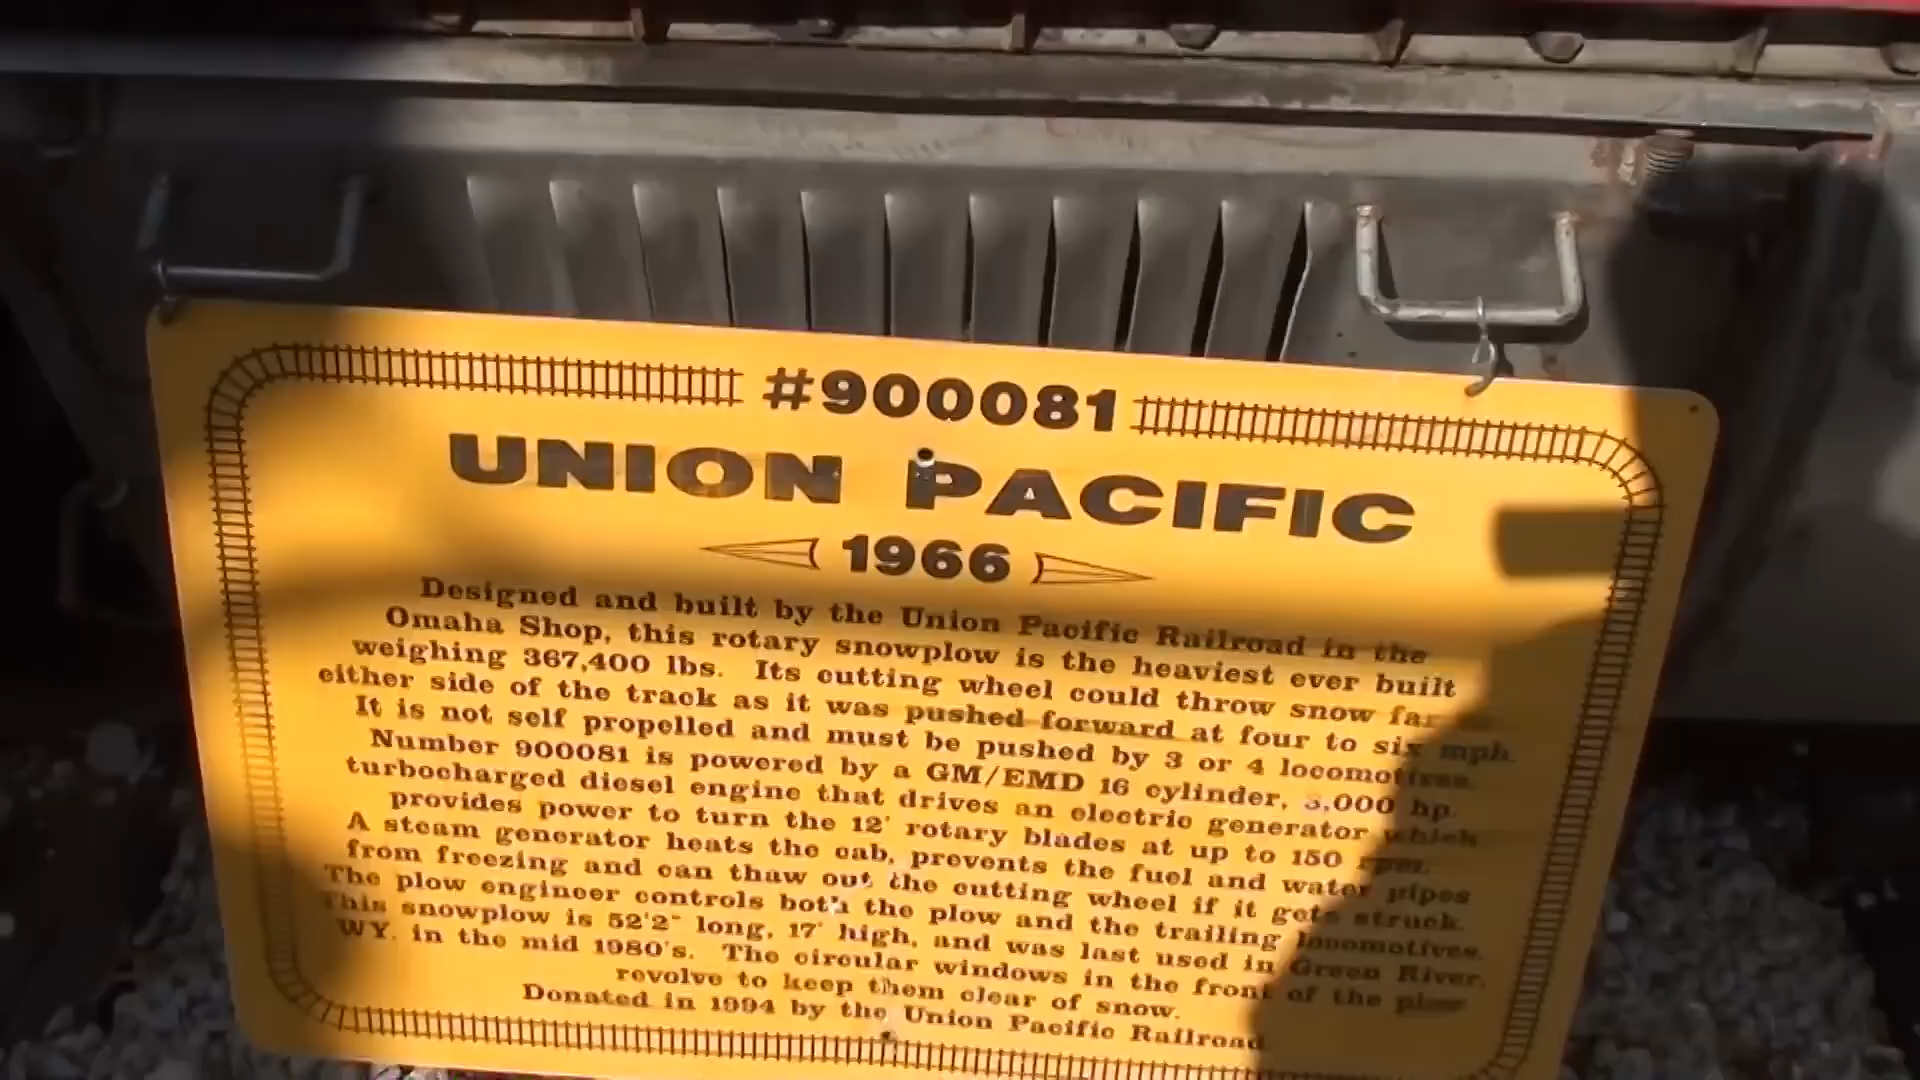 #900081
UNION PACIFIC
1966
Designed and built by the Union Pacific Railroad in the
Omaha Shop, this rotary snowplow is the heaviest ever built
weighing 367,400 lbs. Its cutting wheel could throw snow far
either side of the track as it was pushed forward at four to six mph.
It is not self propelled and must be pushed by 3 or 4 locomotives.
Number 900081 is powered by a GM/EMD 16 cylinder, 3,000 hp.
turbocharged diesel engine that drives an electric generator which
provides power to turn the 12' rotary blades at up to 150 rpm.
A steam generator heats the cab, prevents the fuel and water pipes
from freezing and can thaw out the cutting wheel if it gets struck.
The plow engineer controls both the plow and the trailing locomotives.
This snowplow is 52'2" long, 17' high, and was last used in Green River,
WY. in the mid 1980's. The circular windows in the front of the plow
revolve to keep them clear of snow.
Donated in 1994 by the Union Pacific Railroad